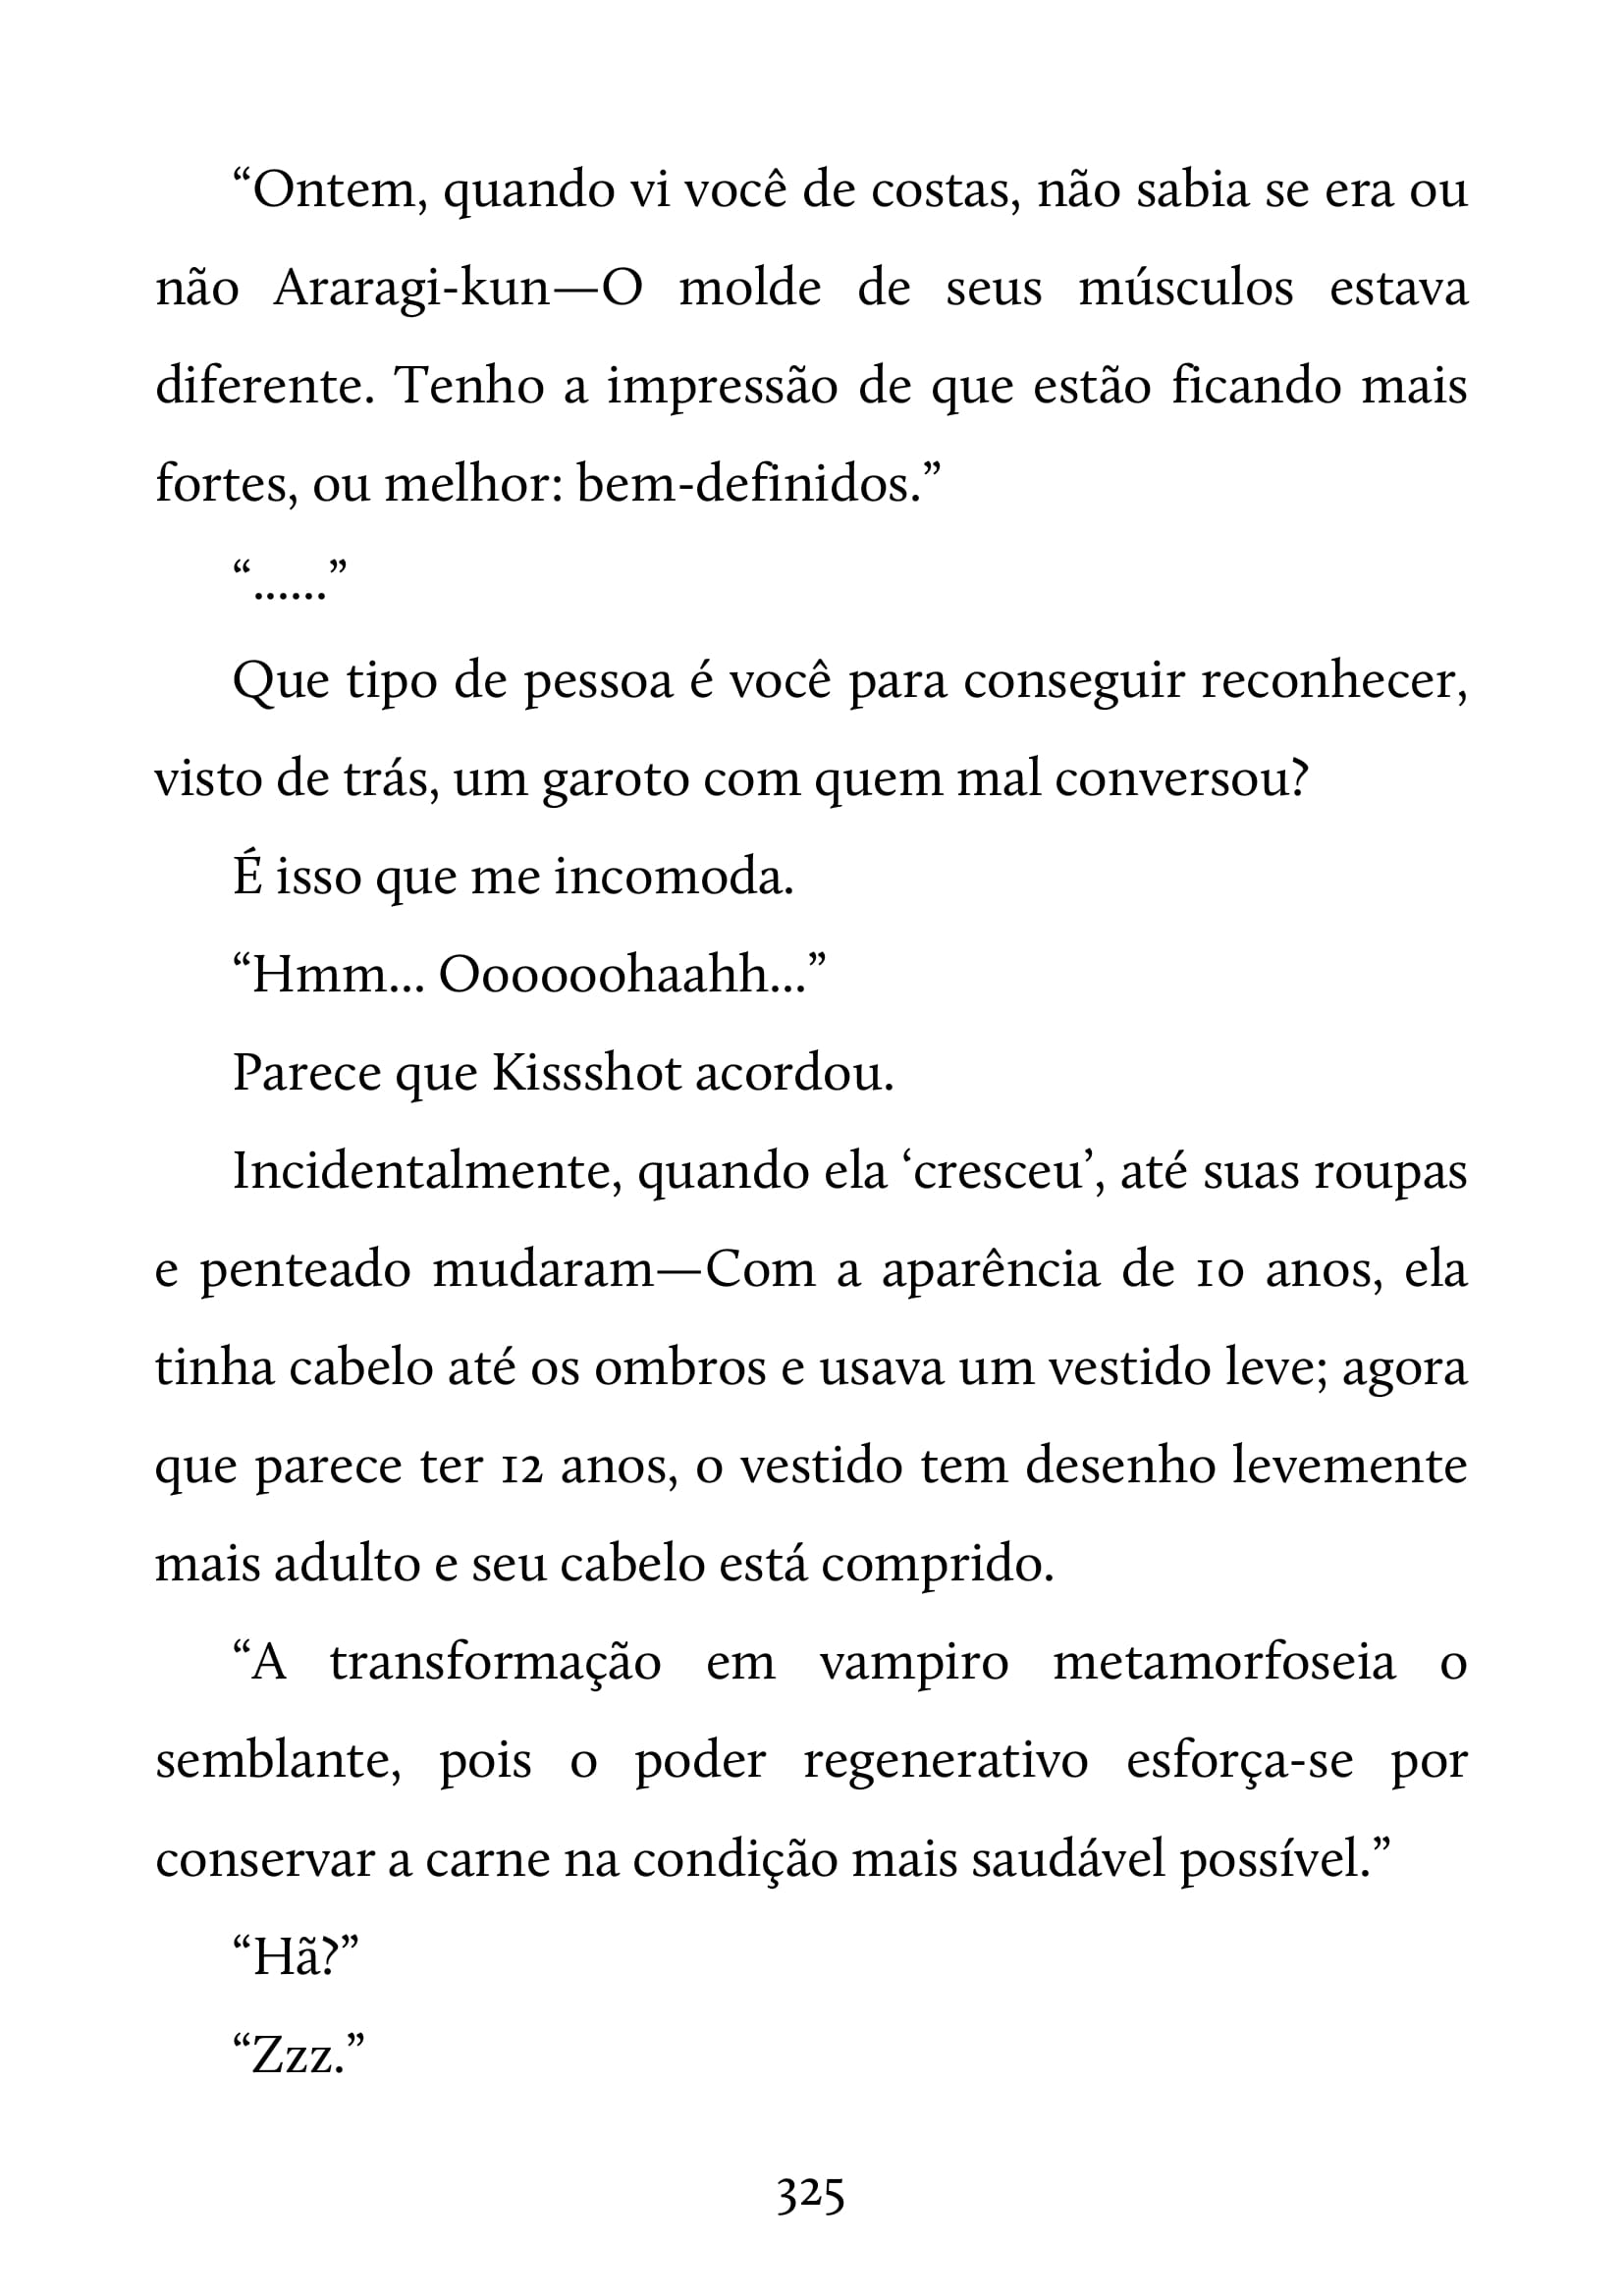 “Ontem, quando vi você de costas, não sabia se era ou
não Araragi-kun—O molde de seus músculos estava
diferente. Tenho a impressão de que estão ficando mais
fortes, ou melhor: bem-definidos.”
“......”
Que tipo de pessoa é você para conseguir reconhecer,
visto de trás, um garoto com quem mal conversou?
É isso que me incomoda.
“Hmm... Oooooohaahh...”
Parece que Kissshot acordou.
Incidentalmente, quando ela ‘cresceu’, até suas roupas
e penteado mudaram—Com a aparência de 10 anos, ela
tinha cabelo até os ombros e usava um vestido leve; agora
que parece ter 12 anos, o vestido tem desenho levemente
mais adulto e seu cabelo está comprido.
“A transformação em vampiro metamorfoseia o
semblante, pois o poder regenerativo esforça-se por
conservar a carne na condição mais saudável possível.”
“Hã?”
“Zzz.”
325